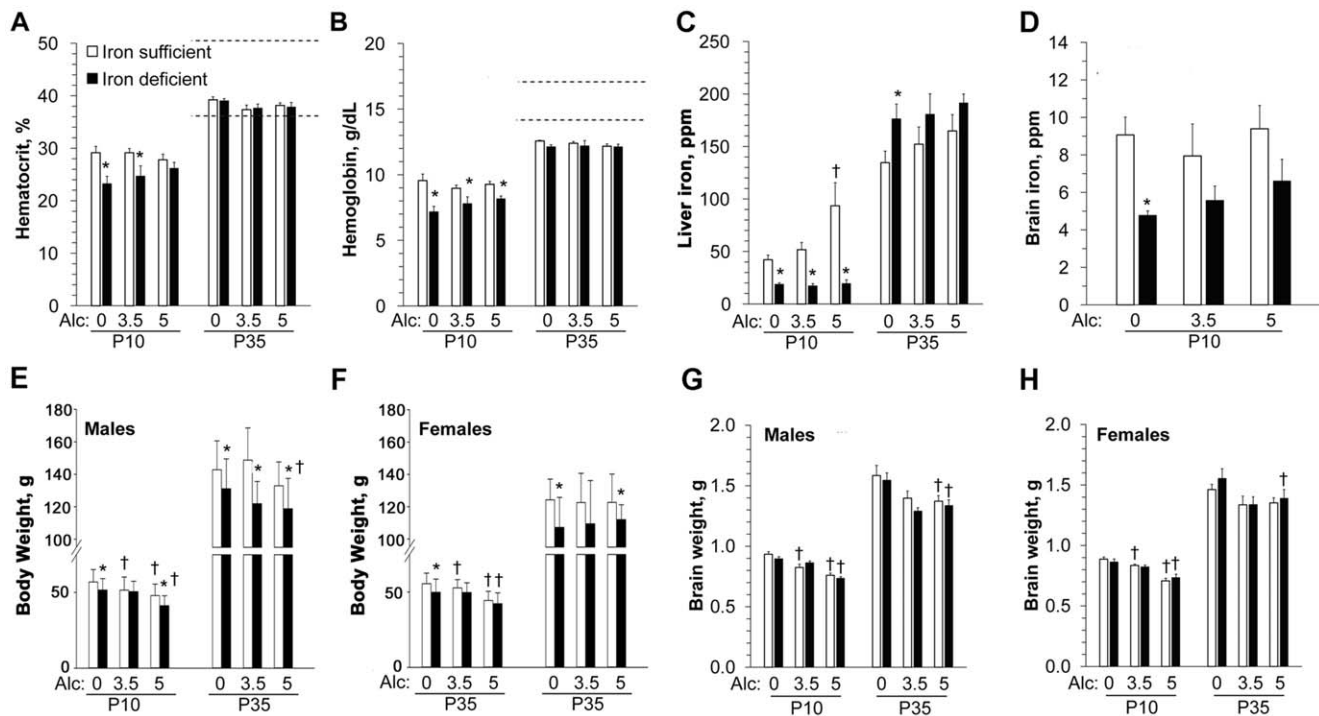 A
Hematocrit, %
50
40
30
20
10
0
Iron sufficient
Iron deficient
*
*
Alc: 0 3.5 5 0 3.5 5
P10 P35
B
Hemoglobin, g/dL
20
15
10
5
0
*
*
*
Alc: 0 3.5 5 0 3.5 5
P10 P35
C
Liver iron, ppm
250
200
150
100
50
0
*
*
†
*
*
Alc: 0 3.5 5 0 3.5 5
P10 P35
D
Brain iron, ppm
14
12
10
8
6
4
2
0
*
Alc: 0 3.5 5
P10
E
Males
Body Weight, g
180
160
140
120
100
50
0
*
†
†
*
†
*
*
*
†
Alc: 0 3.5 5 0 3.5 5
P10 P35
F
Females
Body Weight, g
180
160
140
120
100
50
0
*
†
††
*
*
Alc: 0 3.5 5 0 3.5 5
P35 P35
G
Males
Brain weight, g
2.0
1.5
1.0
0.5
0.0
†
††
††
Alc: 0 3.5 5 0 3.5 5
P10 P35
H
Females
Brain weight, g
2.0
1.5
1.0
0.5
0.0
†
††
†
Alc: 0 3.5 5 0 3.5 5
P10 P35